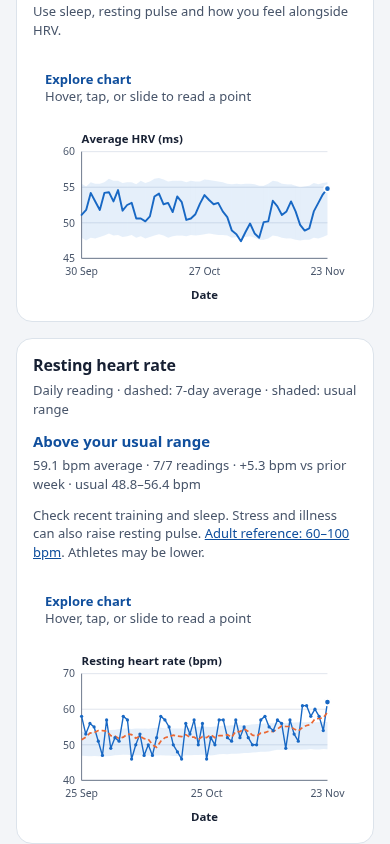 Use sleep, resting pulse and how you feel alongside
HRV.
Explore chart
Hover, tap, or slide to read a point
Average HRV (ms)
60
55
50
45
30 Sep
27 Oct
23 Nov
Date
Resting heart rate
Daily reading · dashed: 7-day average · shaded: usual
range
Above your usual range
59.1 bpm average · 7/7 readings · +5.3 bpm vs prior
week · usual 48.8–56.4 bpm
Check recent training and sleep. Stress and illness
can also raise resting pulse. Adult reference: 60–100
bpm. Athletes may be lower.
Explore chart
Hover, tap, or slide to read a point
Resting heart rate (bpm)
70
60
50
40
25 Sep
25 Oct
23 Nov
Date